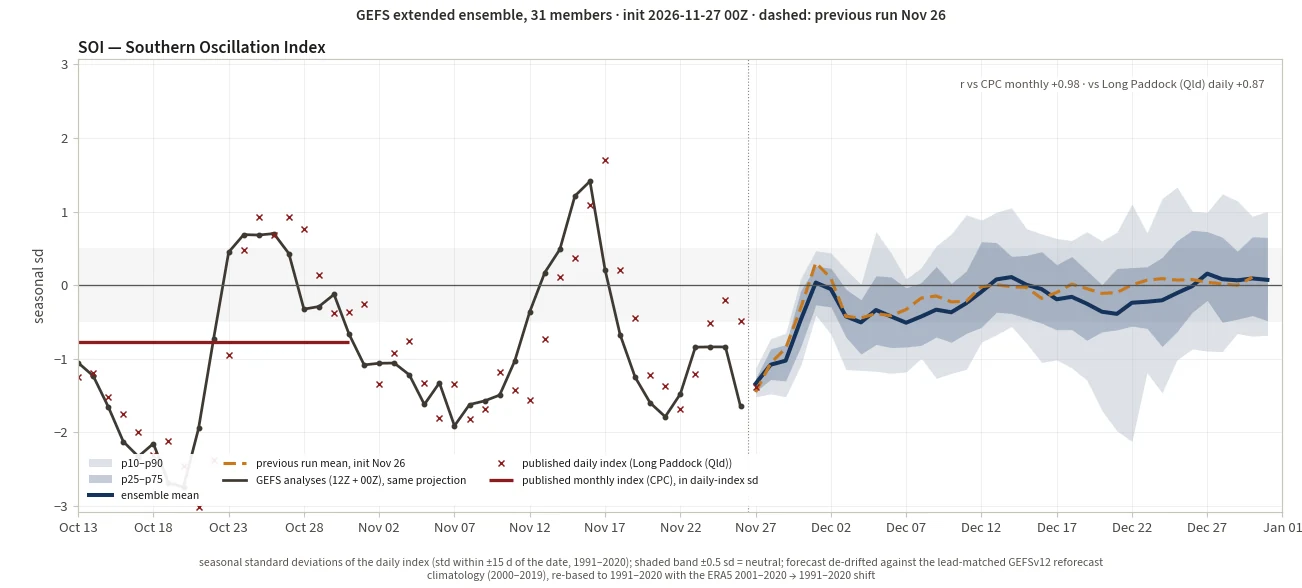 GEFS extended ensemble, 31 members · init 2026-11-27 00Z · dashed: previous run Nov 26
SOI — Southern Oscillation Index
r vs CPC monthly +0.98 · vs Long Paddock (Qld) daily +0.87
seasonal sd
3
2
1
0
−1
−2
−3
p10–p90
p25–p75
ensemble mean
previous run mean, init Nov 26
GEFS analyses (12Z + 00Z), same projection
published daily index (Long Paddock (Qld))
published monthly index (CPC), in daily-index sd
Oct 13 Oct 18 Oct 23 Oct 28 Nov 02 Nov 07 Nov 12 Nov 17 Nov 22 Nov 27 Dec 02 Dec 07 Dec 12 Dec 17 Dec 22 Dec 27 Jan 01
seasonal standard deviations of the daily index (std within ±15 d of the date, 1991–2020); shaded band ±0.5 sd = neutral; forecast de-drifted against the lead-matched GEFSv12 reforecast
climatology (2000–2019), re-based to 1991–2020 with the ERA5 2001–2020 → 1991–2020 shift